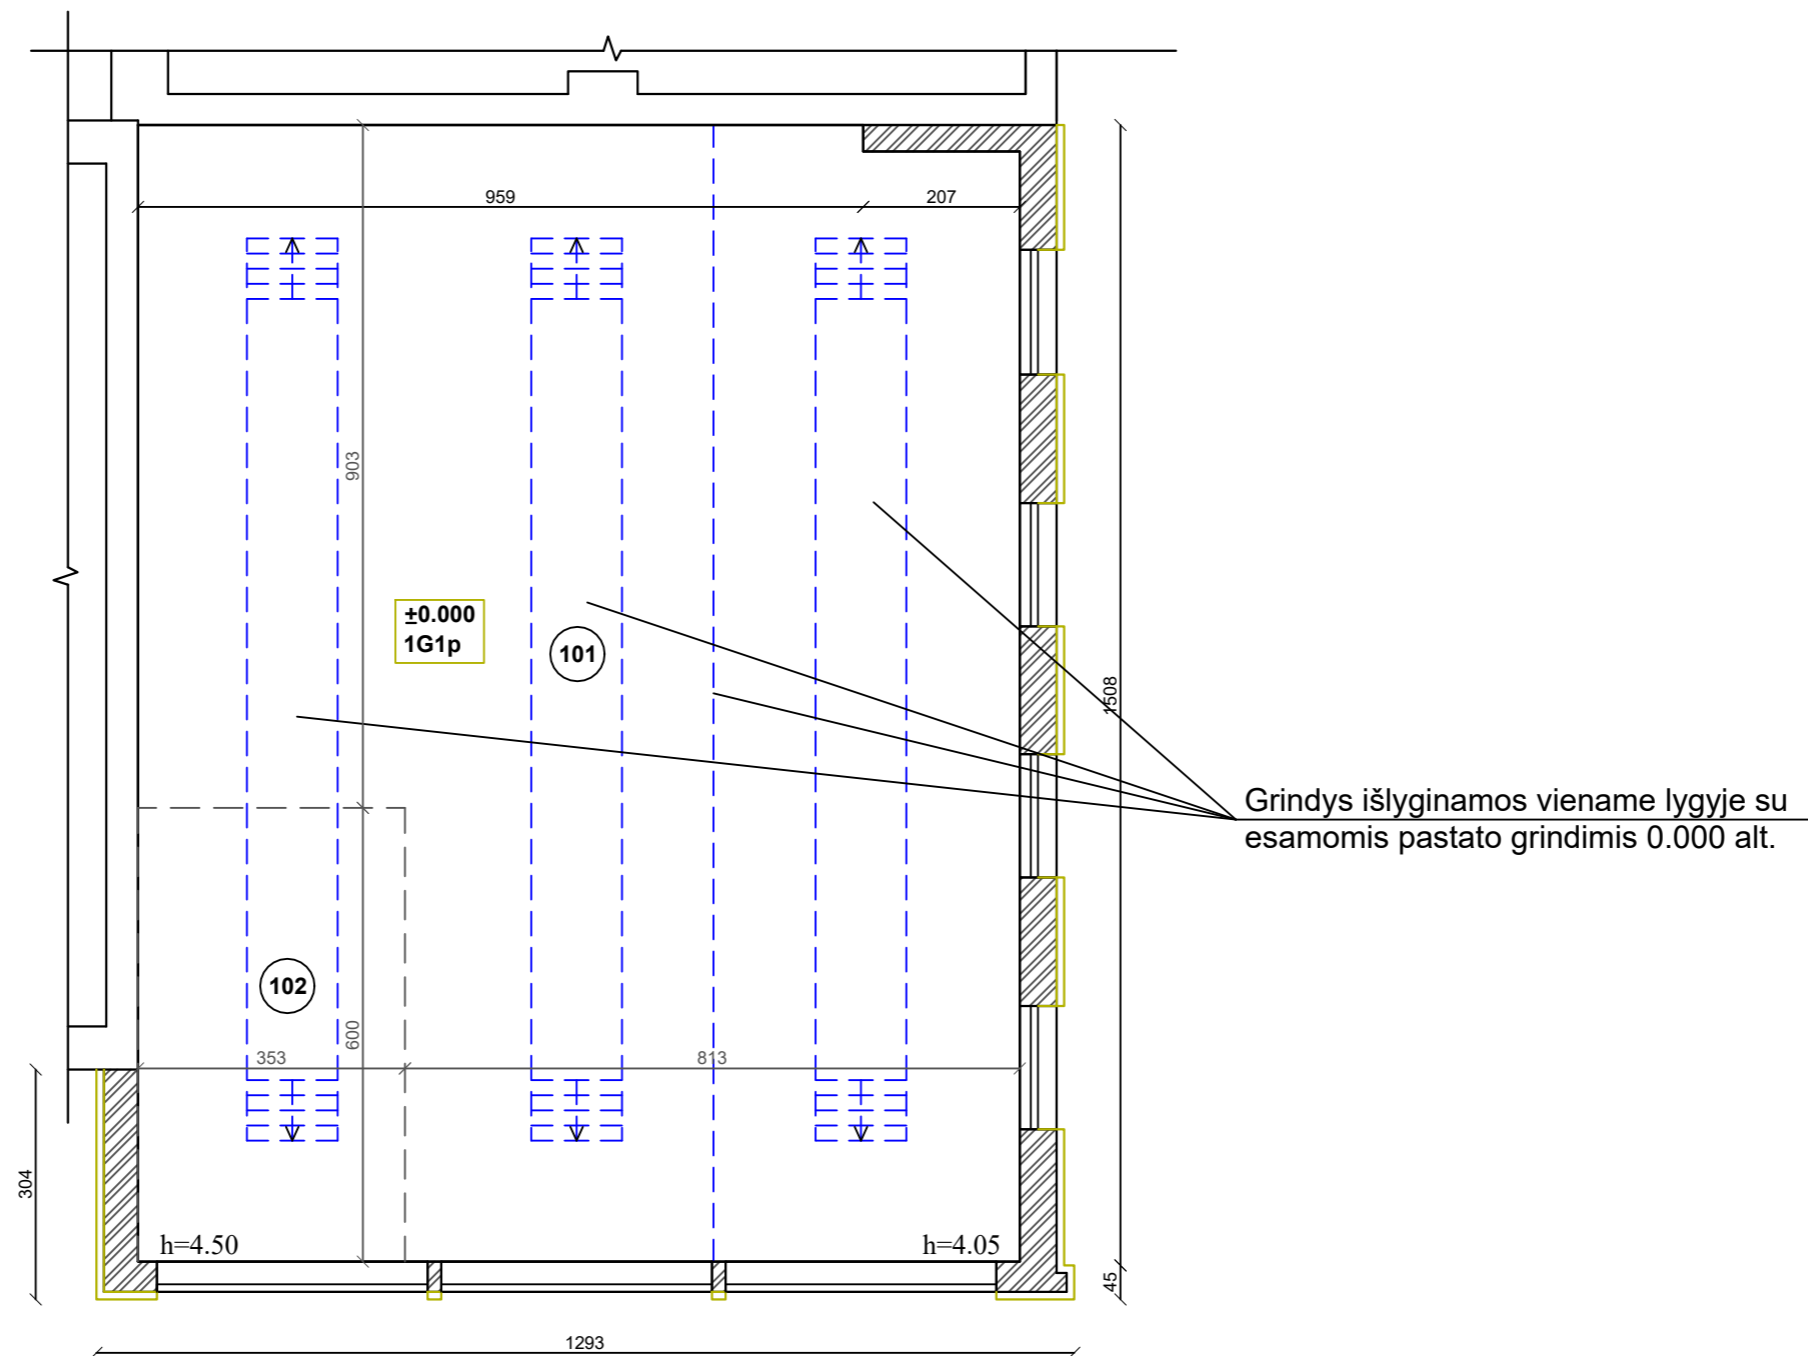 959
207
903
±0.000
1G1p
101
1508
Grindys išlyginamos viename lygyje su
esamomis pastato grindimis 0.000 alt.
102
600
353
813
304
h=4.50
h=4.05
45
1293